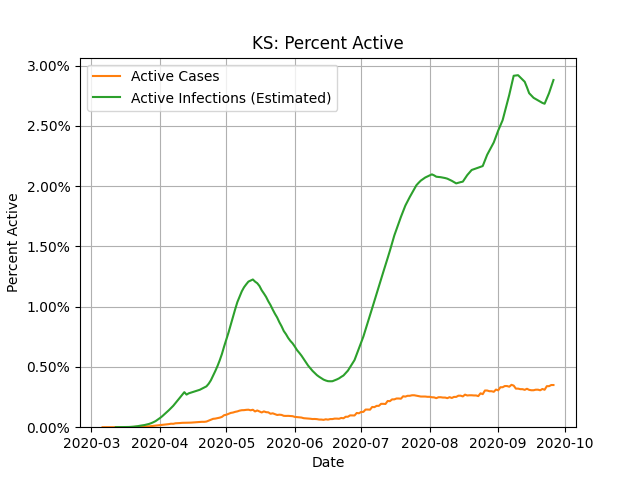 KS: Percent Active
Active Cases
Active Infections (Estimated)
Percent Active
3.00%
2.50%
2.00%
1.50%
1.00%
0.50%
0.00%
2020-03 2020-04 2020-05 2020-06 2020-07 2020-08 2020-09 2020-10
Date